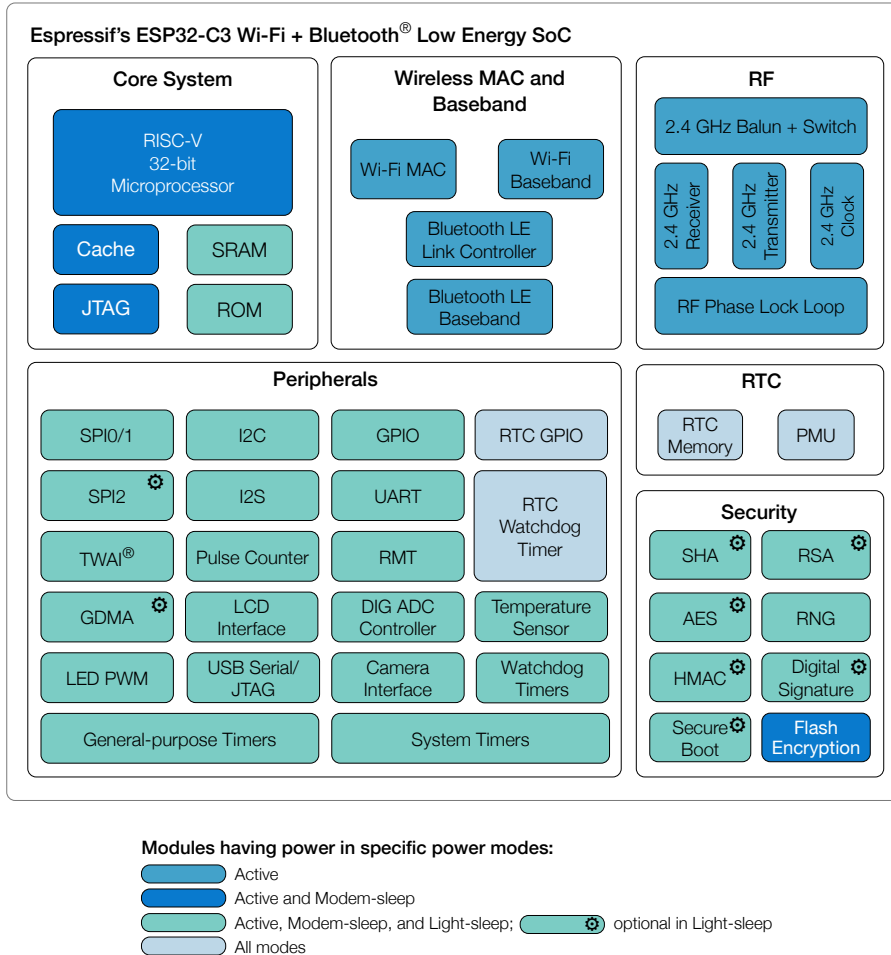 Espressif's ESP32-C3 Wi-Fi + Bluetooth® Low Energy SoC
Core System
RISC-V
32-bit
Microprocessor
Cache
SRAM
JTAG
ROM
Wireless MAC and
Baseband
Wi-Fi MAC
Wi-Fi
Baseband
Bluetooth LE
Link Controller
Bluetooth LE
Baseband
RF
2.4 GHz Balun + Switch
2.4 GHz
Receiver
2.4 GHz
Transmitter
2.4 GHz
Clock
RF Phase Lock Loop
Peripherals
SPI0/1
I2C
GPIO
RTC GPIO
SPI2
I2S
UART
RTC
Watchdog
Timer
TWAI®
Pulse Counter
RMT
GDMA
LCD
Interface
DIG ADC
Controller
Temperature
Sensor
LED PWM
USB Serial/
JTAG
Camera
Interface
Watchdog
Timers
General-purpose Timers
System Timers
RTC
RTC
Memory
PMU
Security
SHA
RSA
AES
RNG
HMAC
Digital
Signature
Secure
Boot
Flash
Encryption
Modules having power in specific power modes:
Active
Active and Modem-sleep
Active, Modem-sleep, and Light-sleep; optional in Light-sleep
All modes